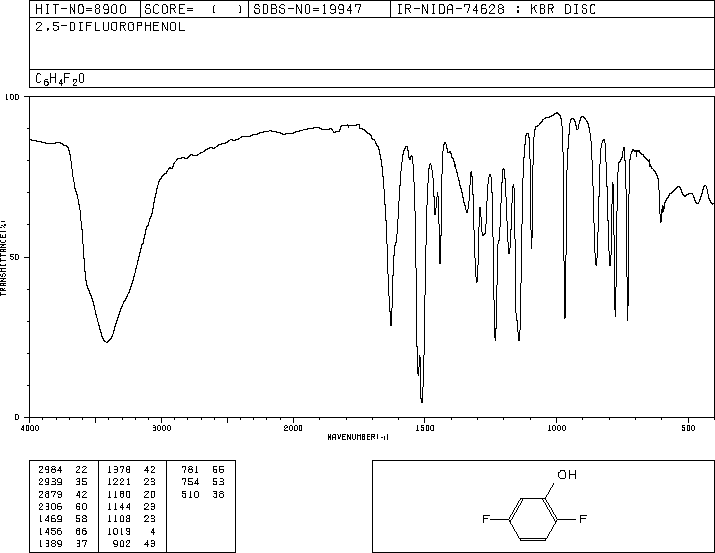 HIT-NO=8900 SCORE= ( ) SDBS-NO=19947 IR-NIDA-74628 : KBR DISC
2,5-DIFLUOROPHENOL
C6H4F2O
100
50
0
TRANSMITTANCE(%)
4000 3000 2000 1500 1000 500
WAVENUMBER(-1)
2984 22 1378 42 781 66
2939 35 1221 23 754 53
2879 42 1180 20 510 38
2306 60 1144 29
1469 58 1108 23
1456 66 1019 4
1389 37 902 49
OH
F F